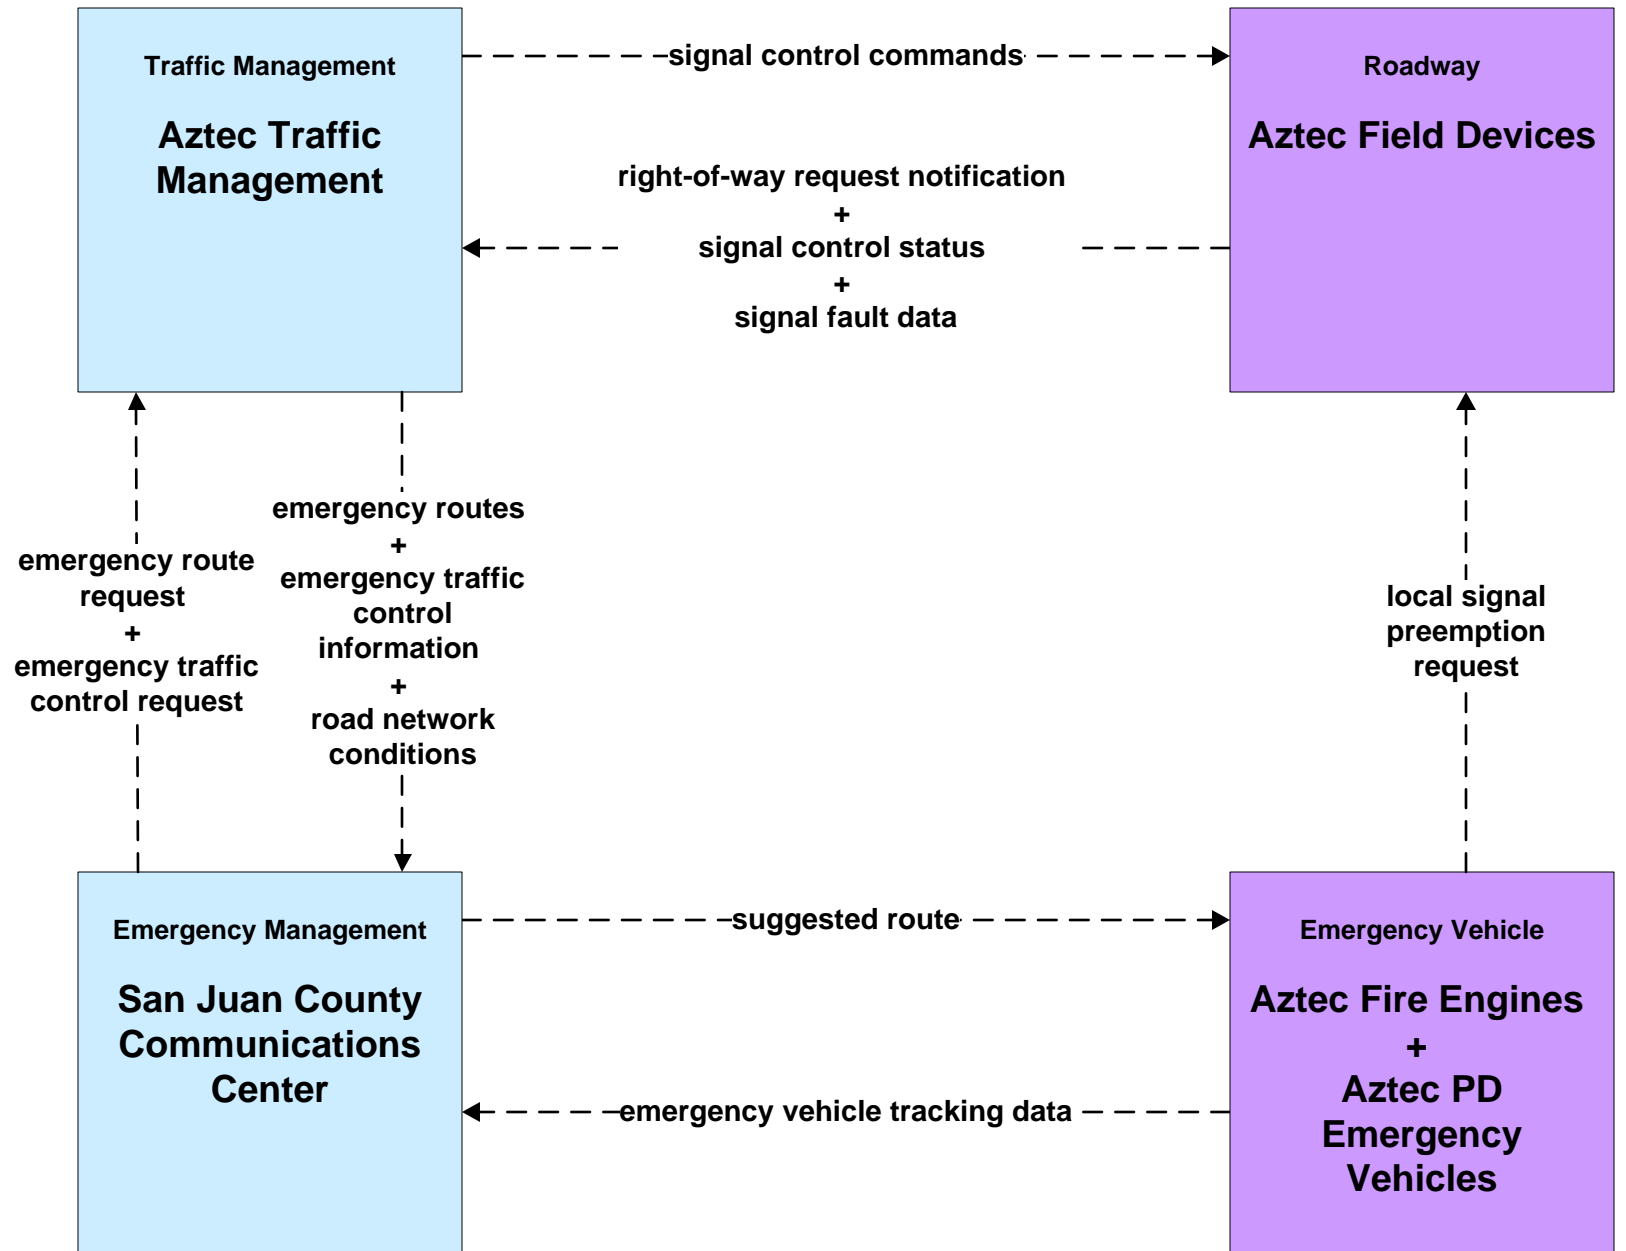 Traffic Management
Aztec Traffic
Management
signal control commands
Roadway
Aztec Field Devices
right-of-way request notification
+
signal control status
+
signal fault data
emergency route
request
+
emergency traffic
control request
emergency routes
+
emergency traffic
control
information
+
road network
conditions
local signal
preemption
request
Emergency Management
San Juan County
Communications
Center
suggested route
emergency vehicle tracking data
Emergency Vehicle
Aztec Fire Engines
+
Aztec PD
Emergency
Vehicles